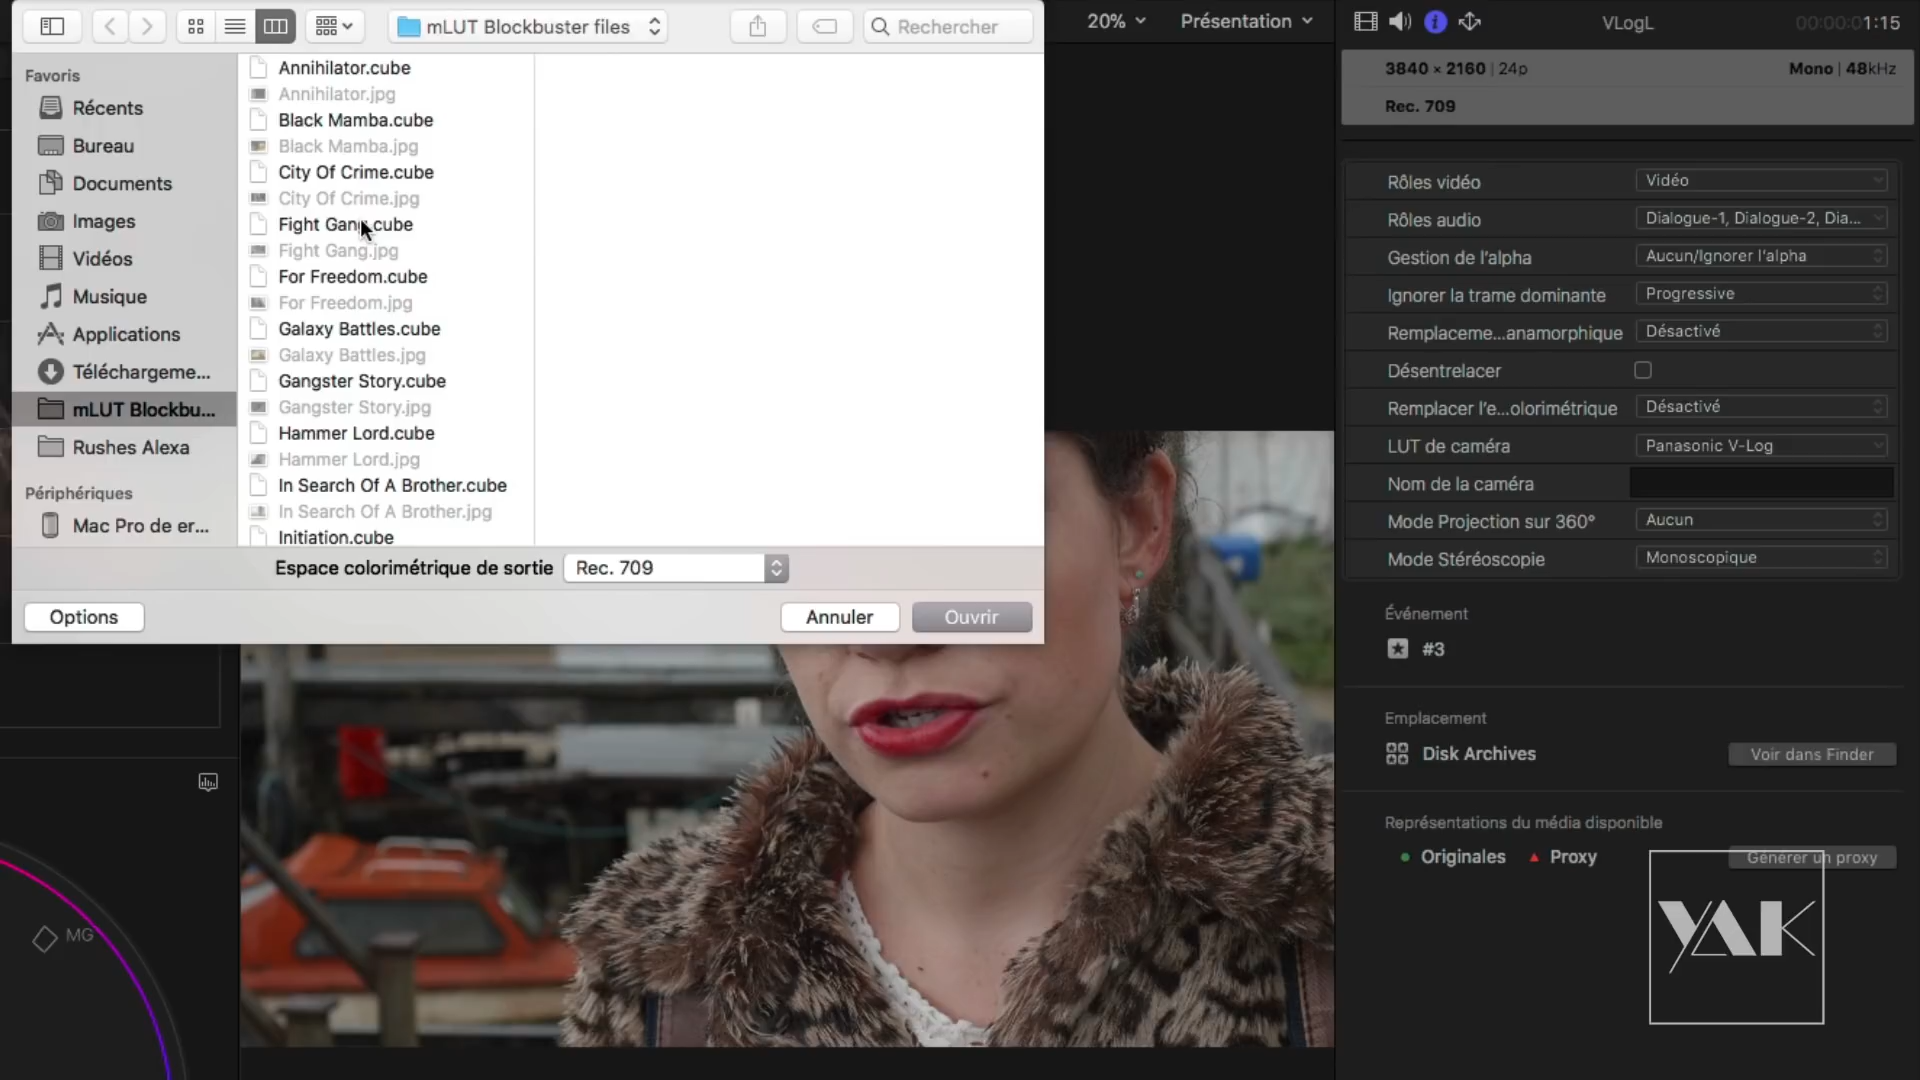 mLUT Blockbuster files
Rechercher
20%
Présentation
VLogL
00:00:01:15
Favoris
Récents
Bureau
Documents
Images
Vidéos
Musique
Applications
Téléchargeme...
mLUT Blockbu...
Rushes Alexa
Périphériques
Mac Pro de er...
Annihilator.cube
Annihilator.jpg
Black Mamba.cube
Black Mamba.jpg
City Of Crime.cube
City Of Crime.jpg
Fight Gang.cube
Fight Gang.jpg
For Freedom.cube
For Freedom.jpg
Galaxy Battles.cube
Galaxy Battles.jpg
Gangster Story.cube
Gangster Story.jpg
Hammer Lord.cube
Hammer Lord.jpg
In Search Of A Brother.cube
In Search Of A Brother.jpg
Initiation.cube
Espace colorimétrique de sortie Rec. 709
Options
Annuler
Ouvrir
3840 × 2160 | 24p
Mono | 48kHz
Rec. 709
Rôles vidéo Vidéo
Rôles audio Dialogue-1, Dialogue-2, Dia...
Gestion de l'alpha Aucun/Ignorer l'alpha
Ignorer la trame dominante Progressive
Remplaceme...anamorphique Désactivé
Désentrelacer
Remplacer l'e...olorimétrique Désactivé
LUT de caméra Panasonic V-Log
Nom de la caméra
Mode Projection sur 360° Aucun
Mode Stéréoscopie Monoscopique
Événement
#3
Emplacement
Disk Archives
Voir dans Finder
Représentations du média disponible
Originales
Proxy
Générer un proxy
MG
YAK